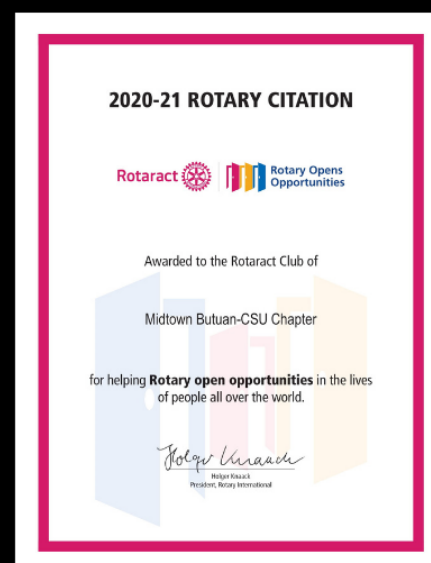 2020-21 ROTARY CITATION
Rotaract
Rotary Opens
Opportunities
Awarded to the Rotaract Club of
Midtown Butuan-CSU Chapter
for helping Rotary open opportunities in the lives
of people all over the world.
Holger Knaack
Holger Knaack
President, Rotary International